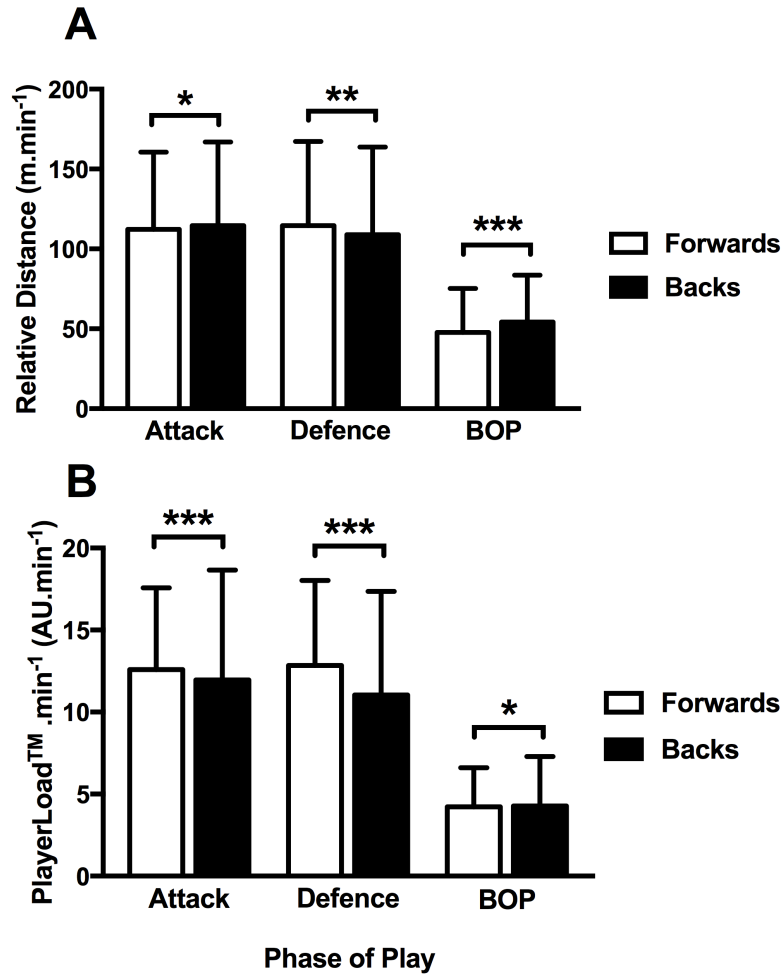 A
Relative Distance (m.min-1)
200
150
100
50
0
*
**
***
Attack
Defence
BOP
Forwards
Backs
B
PlayerLoad™ .min-1 (AU.min-1)
20
15
10
5
0
***
***
*
Attack
Defence
BOP
Forwards
Backs
Phase of Play